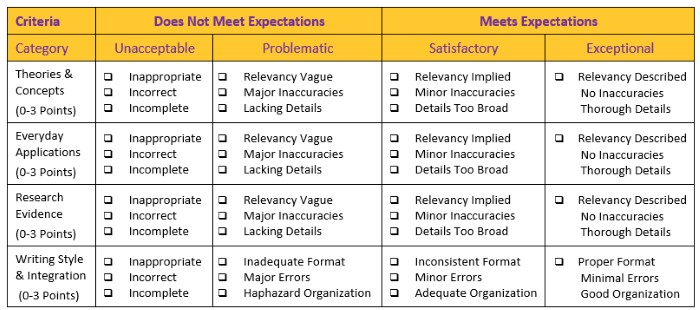 Criteria Does Not Meet Expectations Meets Expectations
Category Unacceptable Problematic Satisfactory Exceptional
Theories & ❑ Inappropriate ❑ Relevancy Vague ❑ Relevancy Implied ❑ Relevancy Described
Concepts ❑ Incorrect ❑ Major Inaccuracies ❑ Minor Inaccuracies No Inaccuracies
(0-3 Points) ❑ Incomplete ❑ Lacking Details ❑ Details Too Broad Thorough Details
Everyday ❑ Inappropriate ❑ Relevancy Vague ❑ Relevancy Implied ❑ Relevancy Described
Applications ❑ Incorrect ❑ Major Inaccuracies ❑ Minor Inaccuracies No Inaccuracies
(0-3 Points) ❑ Incomplete ❑ Lacking Details ❑ Details Too Broad Thorough Details
Research ❑ Inappropriate ❑ Relevancy Vague ❑ Relevancy Implied ❑ Relevancy Described
Evidence ❑ Incorrect ❑ Major Inaccuracies ❑ Minor Inaccuracies No Inaccuracies
(0-3 Points) ❑ Incomplete ❑ Lacking Details ❑ Details Too Broad Thorough Details
Writing Style ❑ Inappropriate ❑ Inadequate Format ❑ Inconsistent Format ❑ Proper Format
& Integration ❑ Incorrect ❑ Major Errors ❑ Minor Errors Minimal Errors
(0-3 Points) ❑ Incomplete ❑ Haphazard Organization ❑ Adequate Organization Good Organization